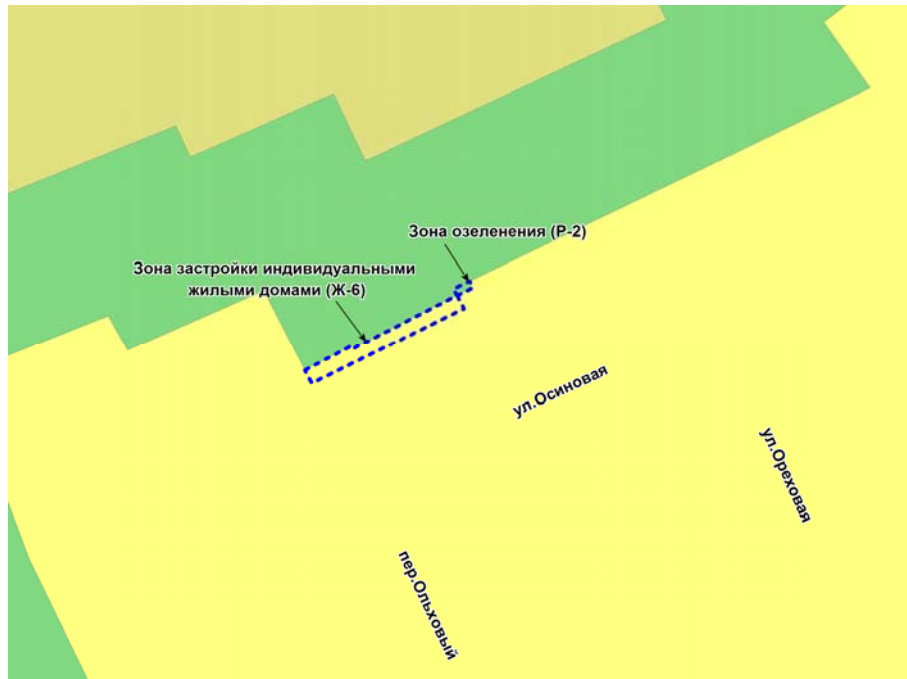 Зона озеленения (Р-2)
Зона застройки индивидуальными
жилыми домами (Ж-6)
ул.Осиновая
ул.Ореховая
пер.Ольховый